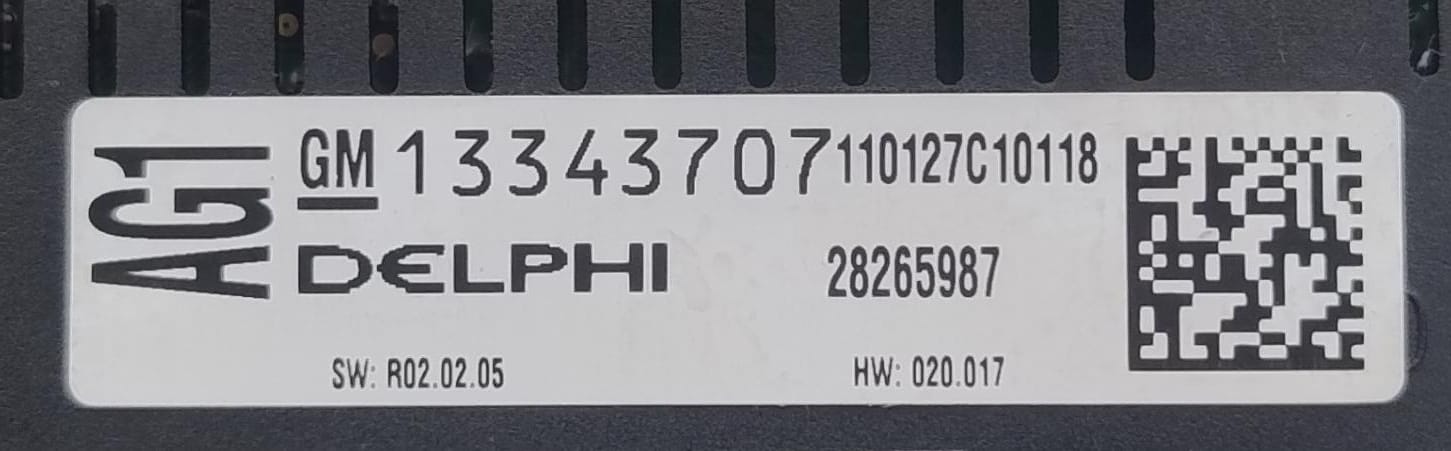 AG1
GM 13343707 110127C10118
DELPHI 28265987
SW: R02.02.05 HW: 020.017